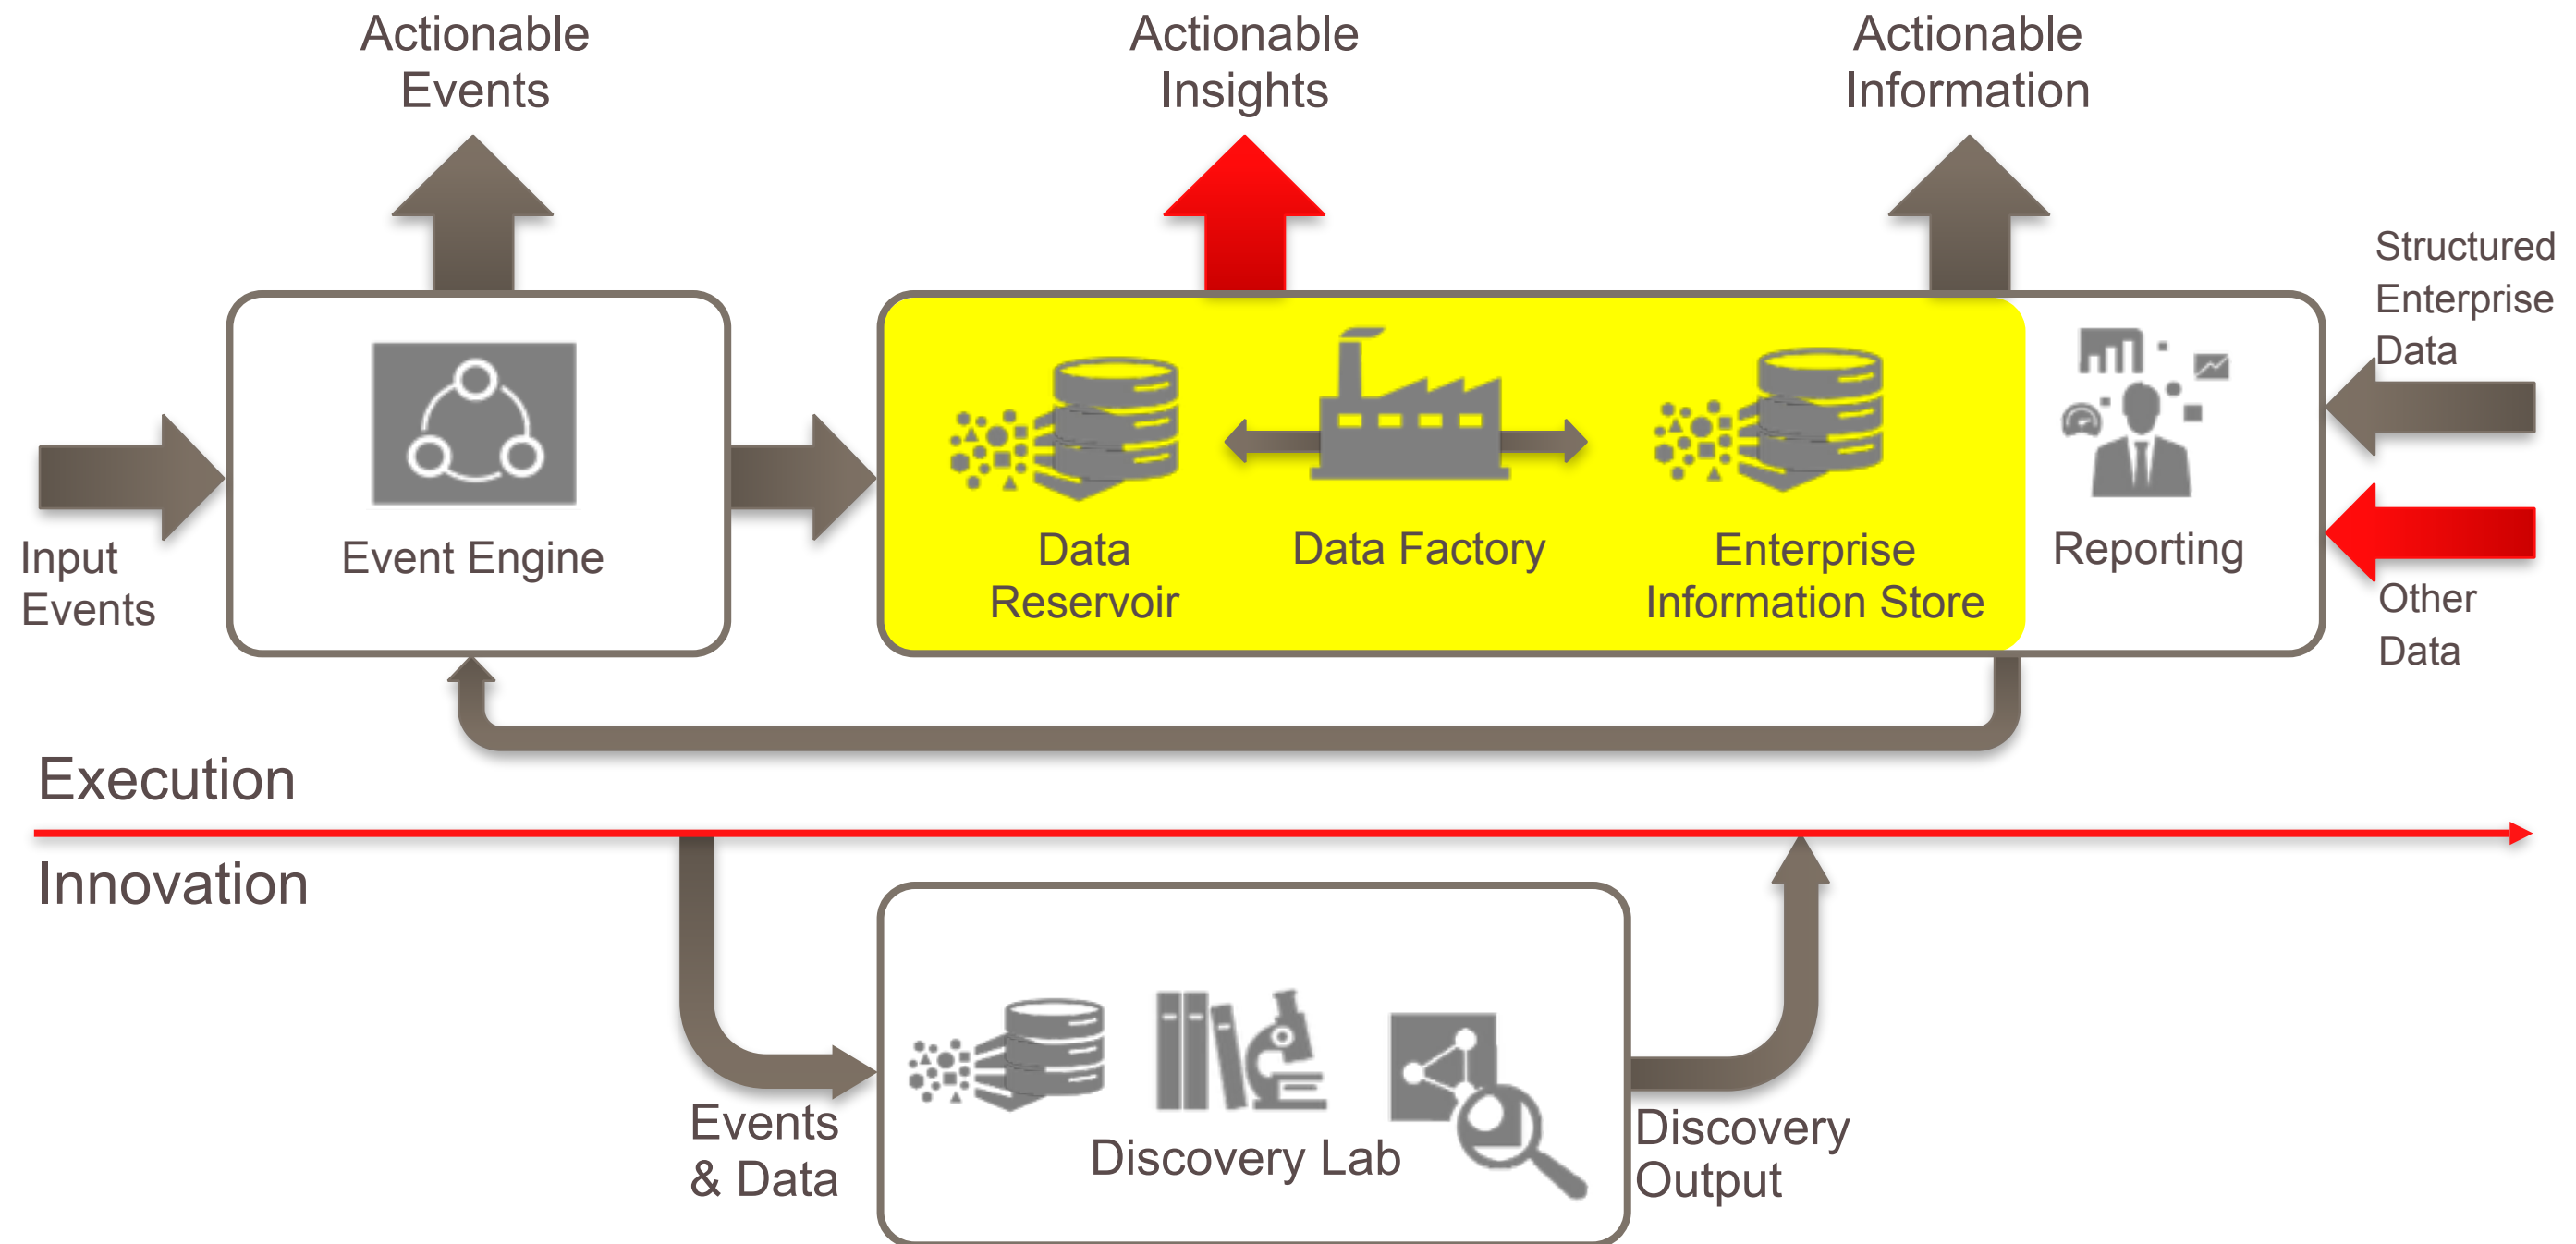 Actionable
Events
Actionable
Insights
Actionable
Information
Structured
Enterprise
Data
Input
Events
Event Engine
Data
Reservoir
Data Factory
Enterprise
Information Store
Reporting
Other
Data
Execution
Innovation
Events
& Data
Discovery Lab
Discovery
Output